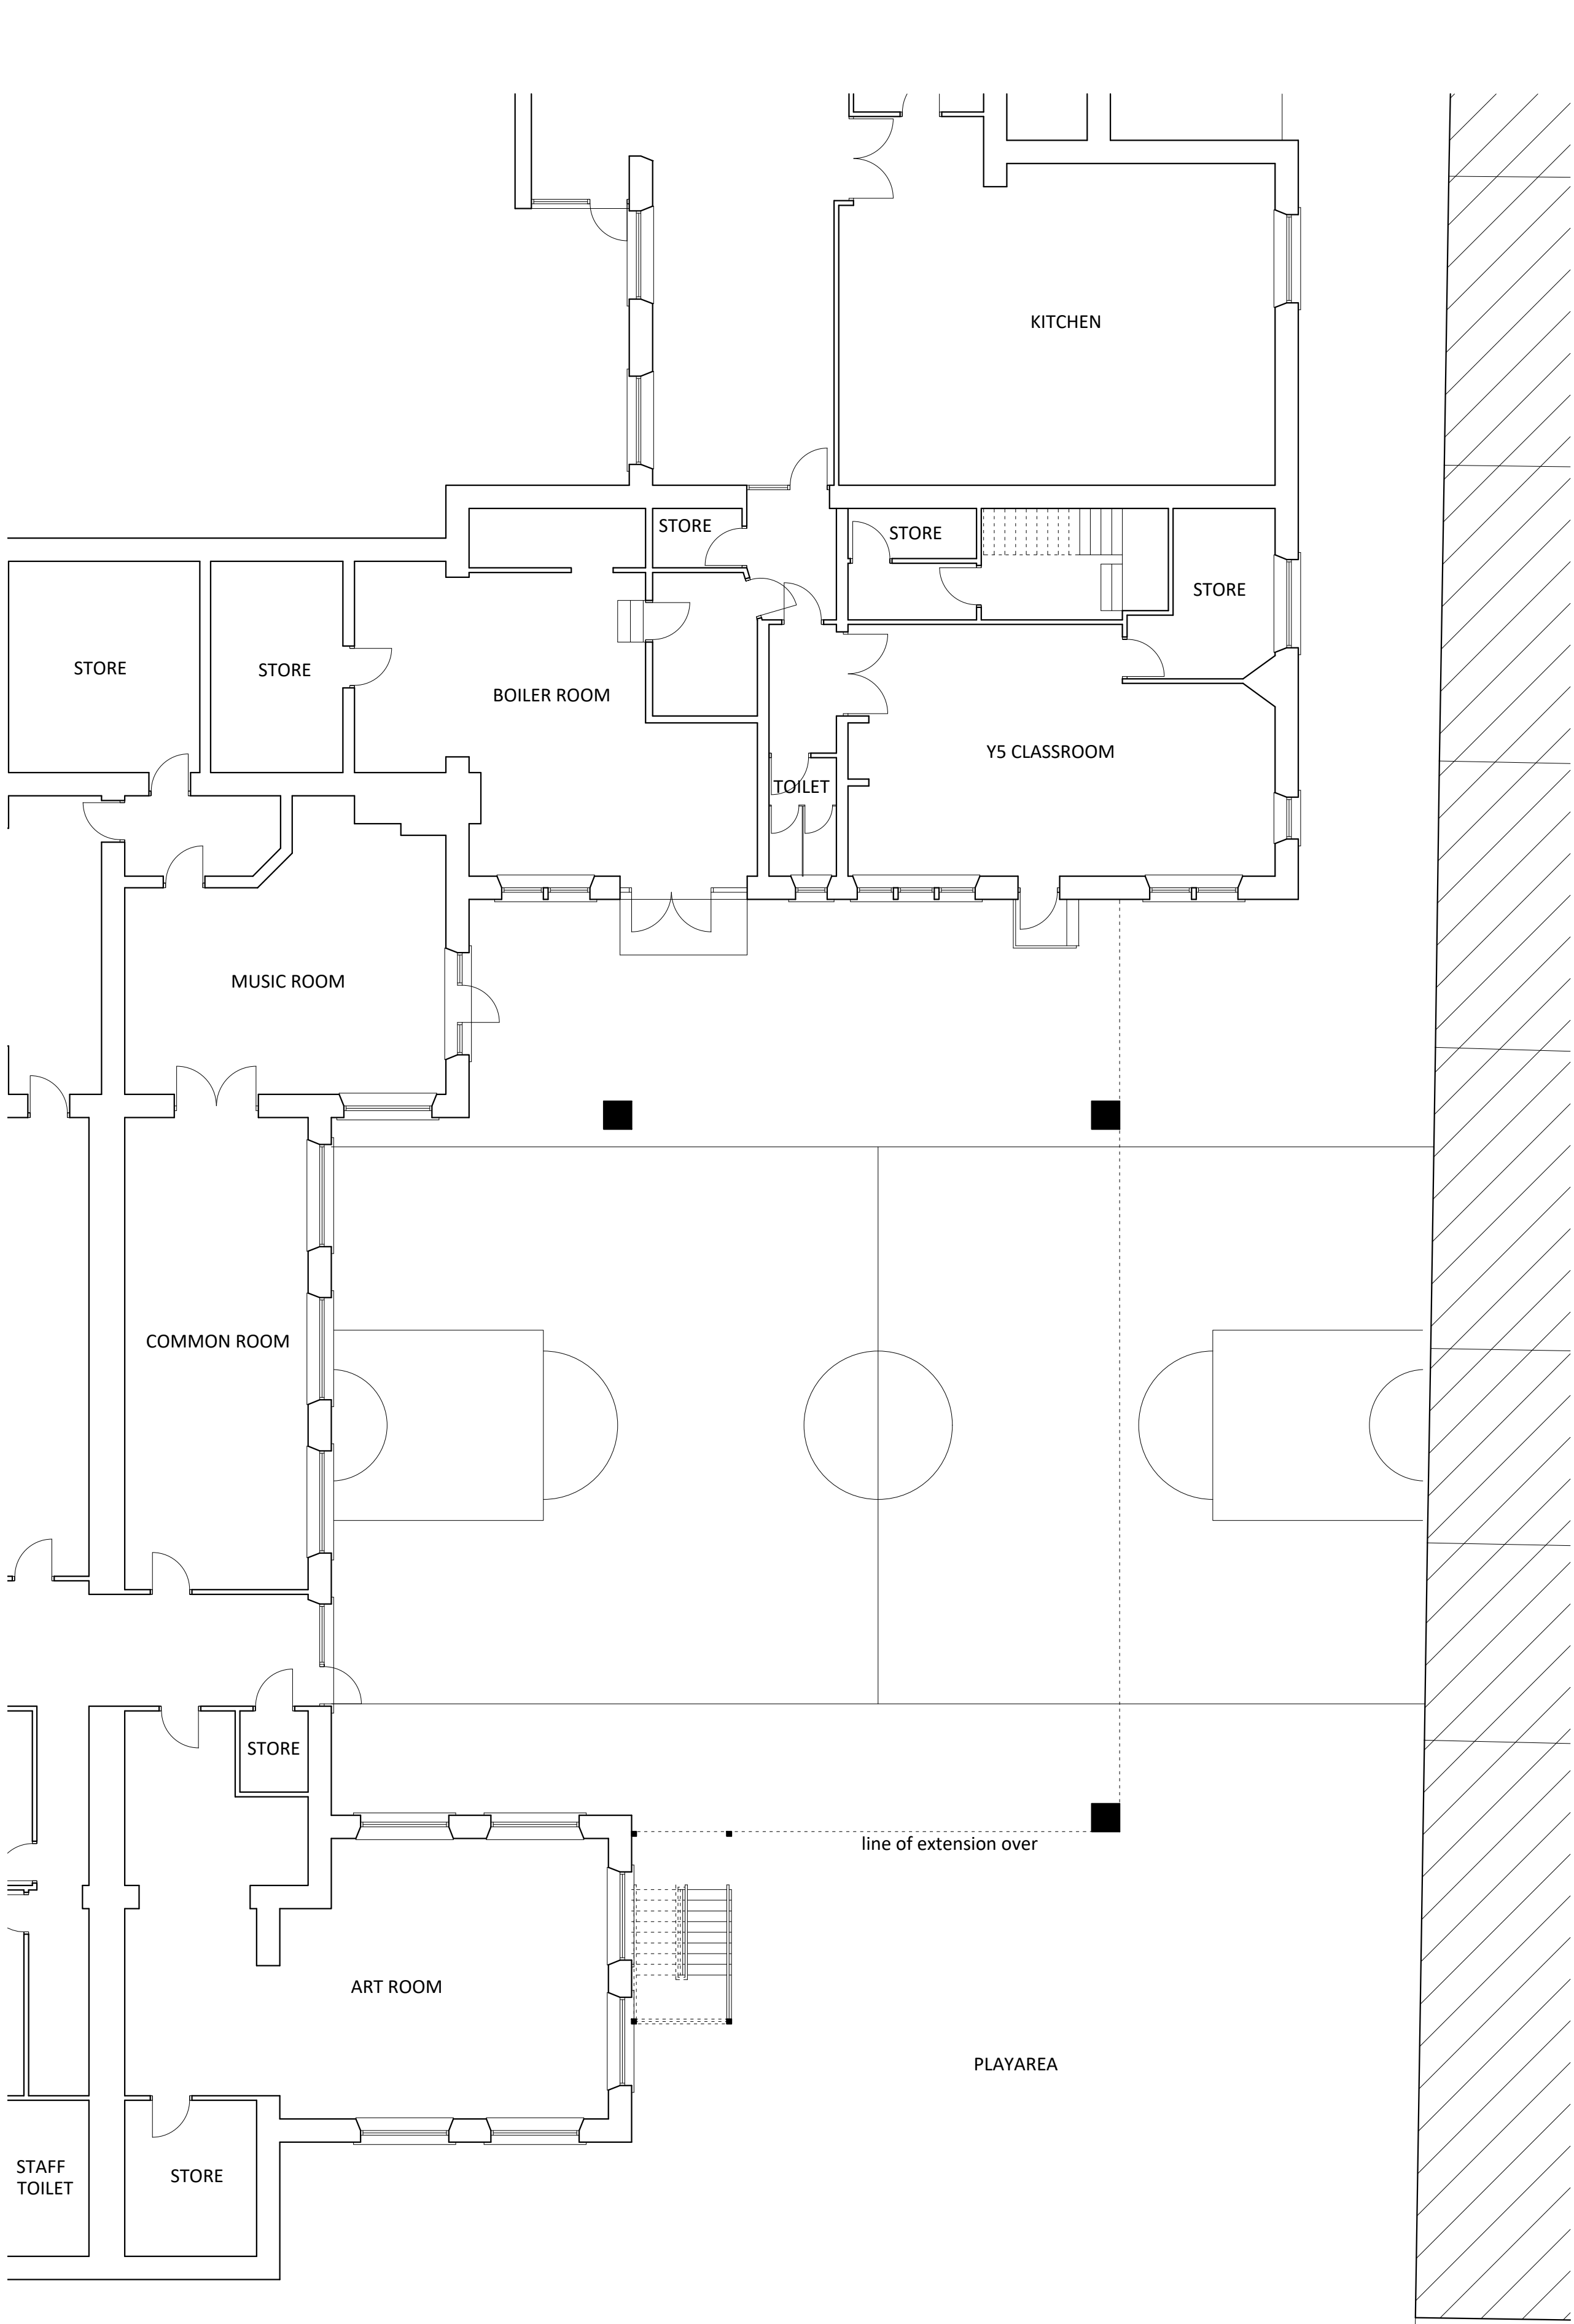 KITCHEN
STORE
STORE
STORE
STORE
STORE
BOILER ROOM
Y5 CLASSROOM
TOILET
MUSIC ROOM
COMMON ROOM
STORE
line of extension over
ART ROOM
PLAYAREA
STAFF
TOILET
STORE